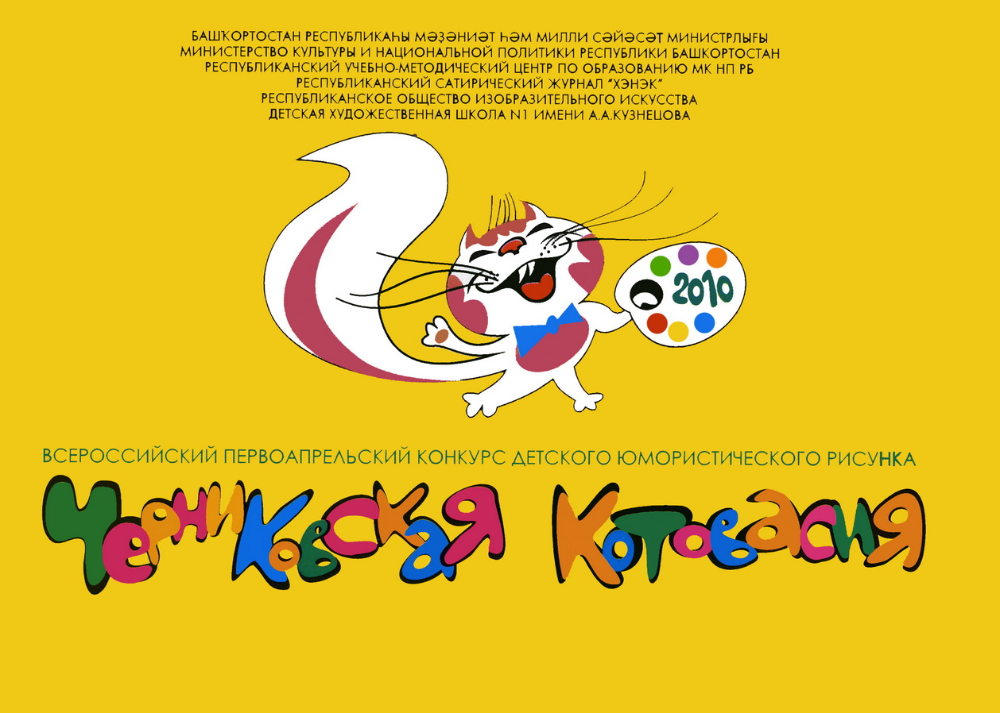 БАШҠОРТОСТАН РЕСПУБЛИКАҺЫ МӘҘӘНИӘТ ҺӘМ МИЛЛИ СӘЙӘСӘТ МИНИСТРЛЫҒЫ
МИНИСТЕРСТВО КУЛЬТУРЫ И НАЦИОНАЛЬНОЙ ПОЛИТИКИ РЕСПУБЛИКИ БАШКОРТОСТАН
РЕСПУБЛИКАНСКИЙ УЧЕБНО-МЕТОДИЧЕСКИЙ ЦЕНТР ПО ОБРАЗОВАНИЮ МК НП РБ
РЕСПУБЛИКАНСКИЙ САТИРИЧЕСКИЙ ЖУРНАЛ "ХЭНЭК"
РЕСПУБЛИКАНСКОЕ ОБЩЕСТВО ИЗОБРАЗИТЕЛЬНОГО ИСКУССТВА
ДЕТСКАЯ ХУДОЖЕСТВЕННАЯ ШКОЛА N1 ИМЕНИ А.А.КУЗНЕЦОВА
2010
ВСЕРОССИЙСКИЙ ПЕРВОАПРЕЛЬСКИЙ КОНКУРС ДЕТСКОГО ЮМОРИСТИЧЕСКОГО РИСУНКА
Черниковская Котовасия